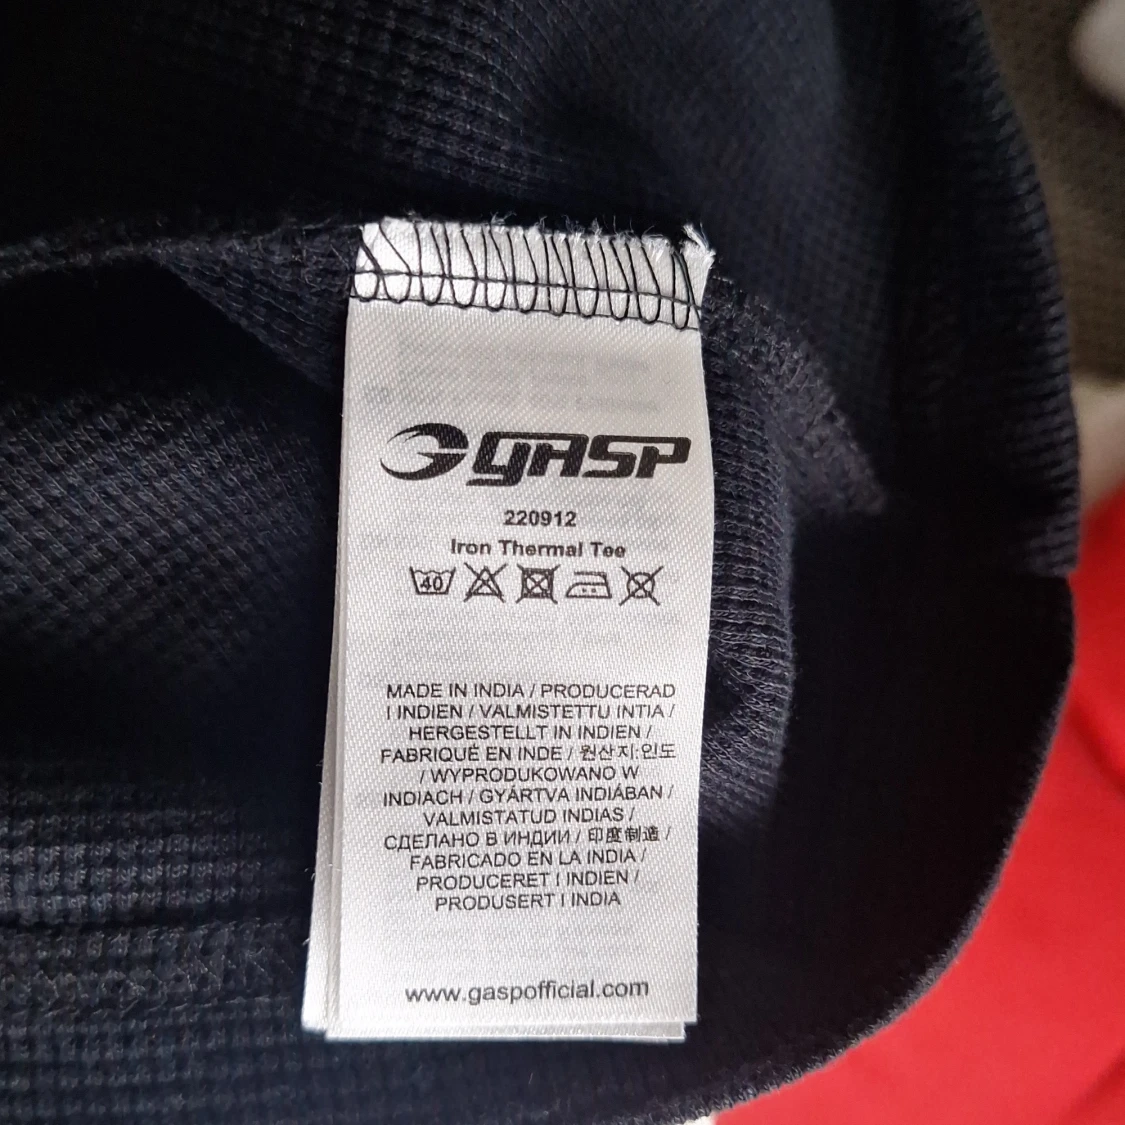 GASP
220912
Iron Thermal Tee
40
MADE IN INDIA / PRODUCERAD
I INDIEN / VALMISTETTU INTIA /
HERGESTELLT IN INDIEN /
FABRIQUÉ EN INDE / 원산지:인도
/ WYPRODUKOWANO W
INDIACH / GYÁRTVA INDIÁBAN /
VALMISTATUD INDIAS /
СДЕЛАНО В ИНДИИ / 印度制造 /
FABRICADO EN LA INDIA /
PRODUCERET I INDIEN /
PRODUSERT I INDIA
www.gaspofficial.com